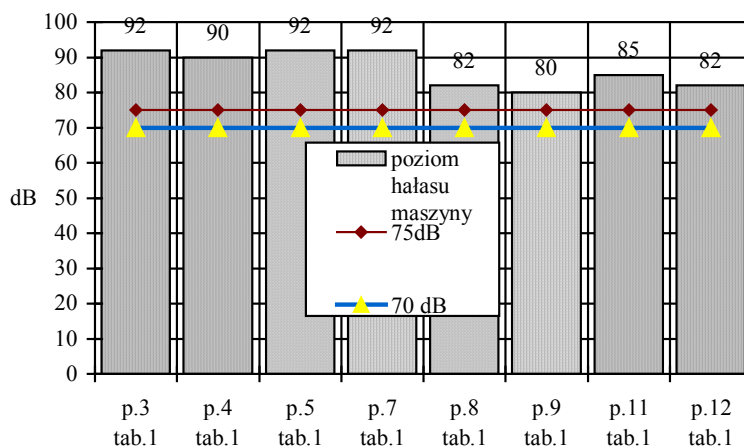 100
90
80
70
60
50
40
30
20
10
0
dB
92
90
92
92
82
80
85
82
poziom
hałasu
maszyny
75dB
70 dB
p.3 p.4 p.5 p.7 p.8 p.9 p.11 p.12
tab.1 tab.1 tab.1 tab.1 tab.1 tab.1 tab.1 tab.1